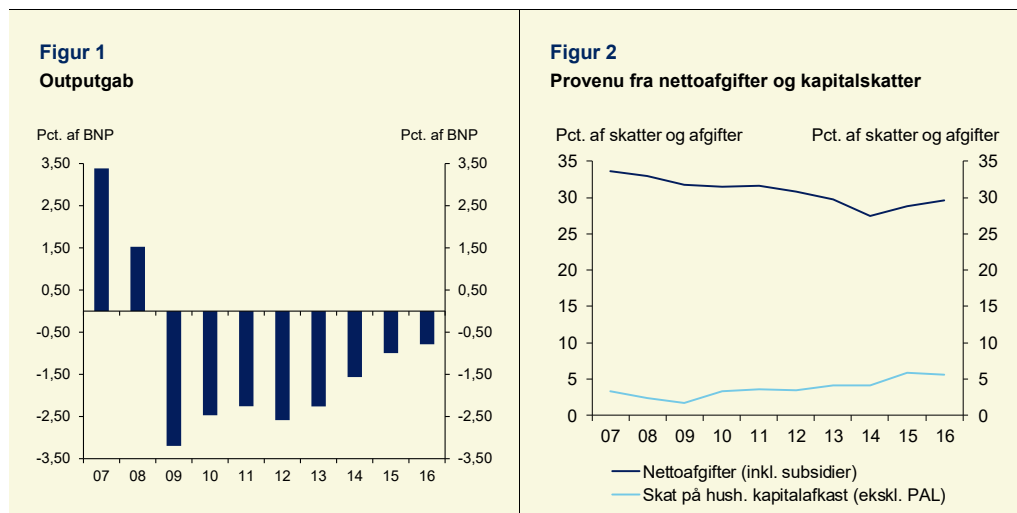 Figur 1
Outputgab
Pct. af BNP Pct. af BNP
3,50 3,50
2,50 2,50
1,50 1,50
0,50 0,50
-0,50 -0,50
-1,50 -1,50
-2,50 -2,50
-3,50 -3,50
07 08 09 10 11 12 13 14 15 16
Figur 2
Provenu fra nettoafgifter og kapitalskatter
Pct. af skatter og afgifter Pct. af skatter og afgifter
35 35
30 30
25 25
20 20
15 15
10 10
5 5
0 0
07 08 09 10 11 12 13 14 15 16
Nettoafgifter (inkl. subsidier)
Skat på hush. kapitalafkast (ekskl. PAL)